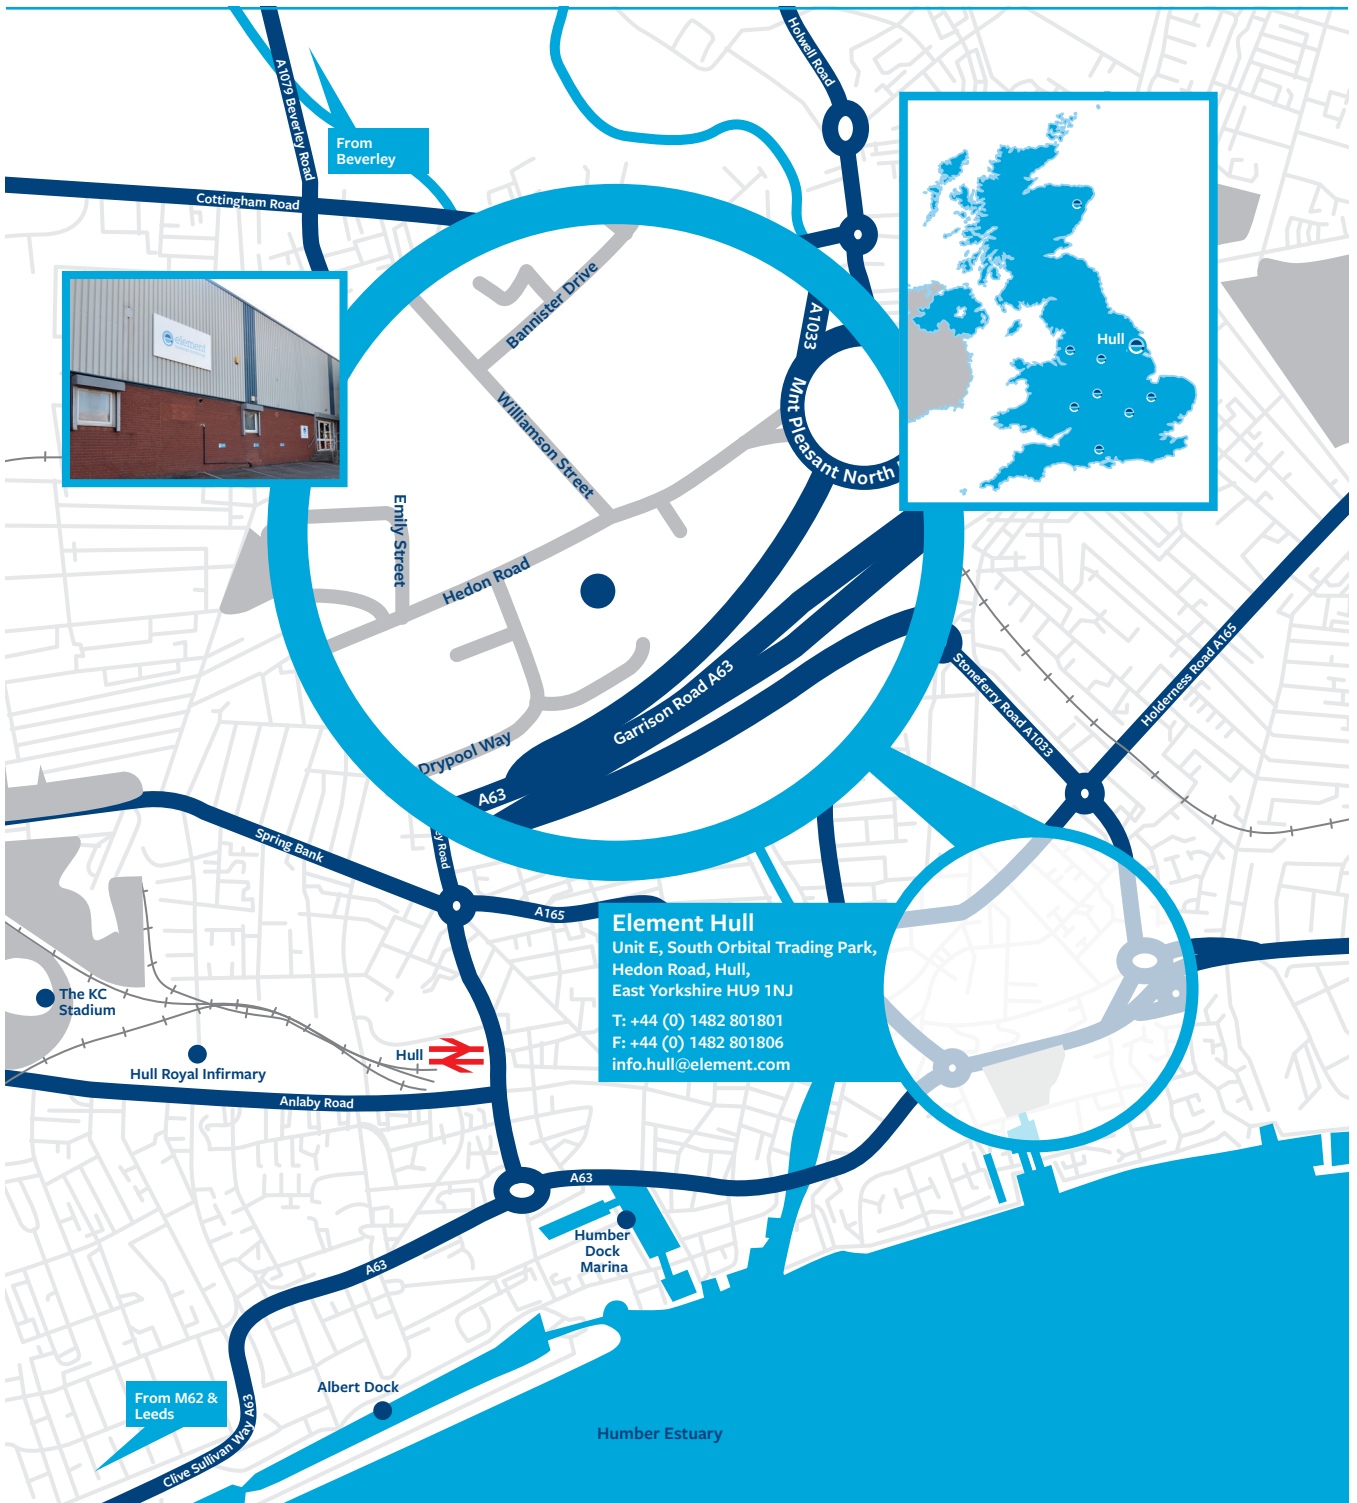 Holwell Road
A1079 Beverley Road
From
Beverley
Cottingham Road
element
Bannister Drive
A1033
Hull
Mnt Pleasant North
Williamson Street
Emily Street
Hedon Road
Garrison Road A63
Drypool Way
A63
Stoneferry Road A1033
Holderness Road A165
Spring Bank
Road
A165
Element Hull
Unit E, South Orbital Trading Park,
Hedon Road, Hull,
East Yorkshire HU9 1NJ
T: +44 (0) 1482 801801
F: +44 (0) 1482 801806
info.hull@element.com
The KC
Stadium
Hull Royal Infirmary
Hull
Anlaby Road
A63
Humber
Dock
Marina
A63
Albert Dock
From M62 &
Leeds
Clive Sullivan Way A63
Humber Estuary